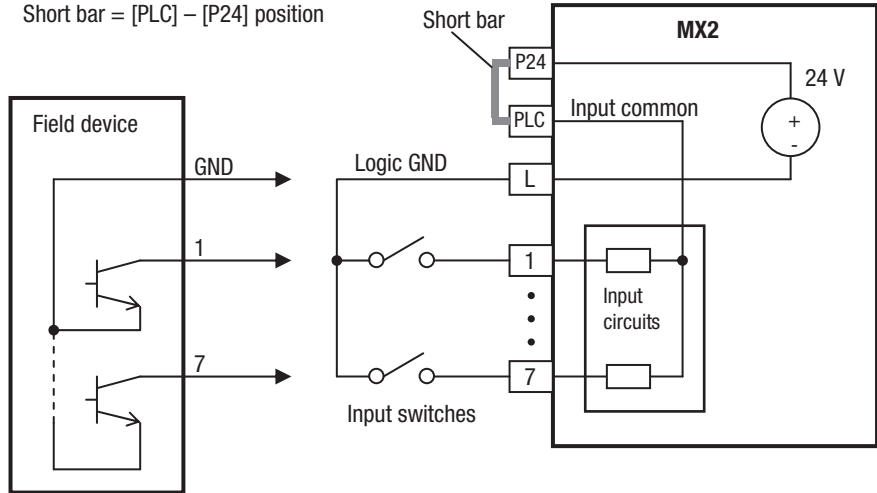 Short bar = [PLC] – [P24] position
Short bar
MX2
P24
24 V
PLC
Input common
+
-
Field device
GND
Logic GND
L
1
1
Input
circuits
7
7
Input switches